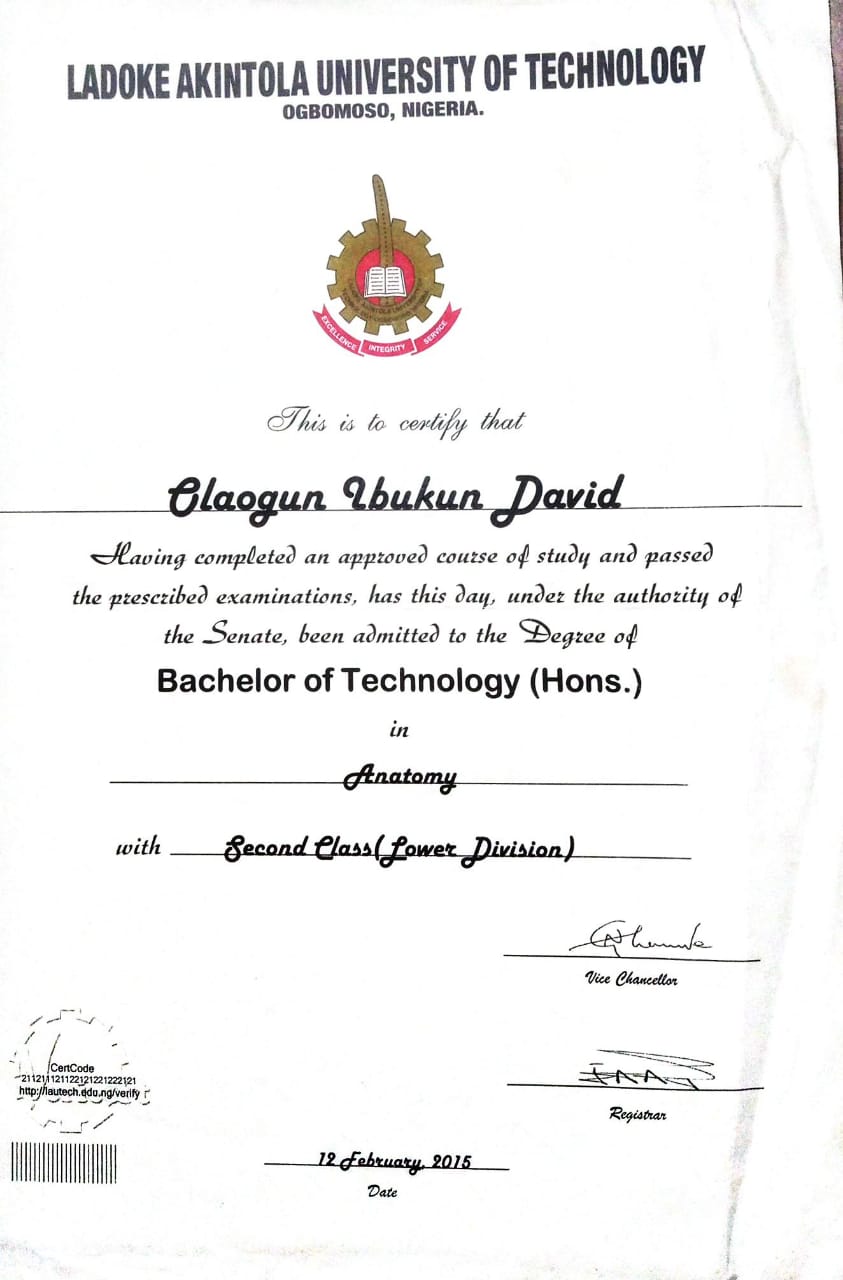 LADOKE AKINTOLA UNIVERSITY OF TECHNOLOGY
OGBOMOSO, NIGERIA.
EXCELLENCE INTEGRITY SERVICE
This is to certify that
Olaogun Ibukun David
Having completed an approved course of study and passed
the prescribed examinations, has this day, under the authority of
the Senate, been admitted to the Degree of
Bachelor of Technology (Hons.)
in
Anatomy
with Second Class(Lower Division)
Vice Chancellor
CertCode
http://lautech.edu.ng/verify
Registrar
12 February, 2015
Date